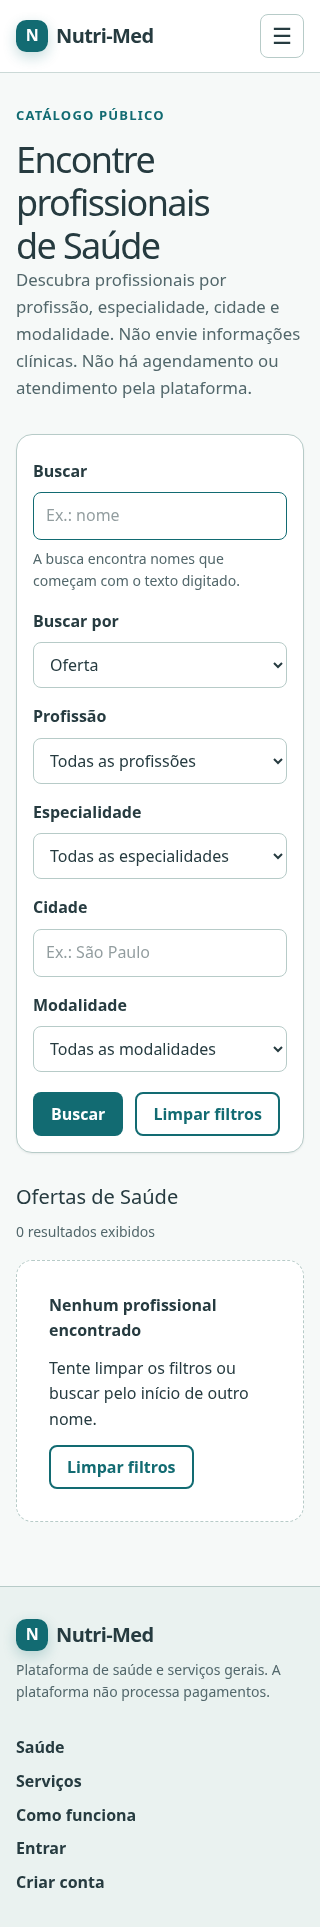 N Nutri-Med
☰
CATÁLOGO PÚBLICO
Encontre
profissionais
de Saúde
Descubra profissionais por
profissão, especialidade, cidade e
modalidade. Não envie informações
clínicas. Não há agendamento ou
atendimento pela plataforma.
Buscar
Ex.: nome
A busca encontra nomes que
começam com o texto digitado.
Buscar por
Oferta
Profissão
Todas as profissões
Especialidade
Todas as especialidades
Cidade
Ex.: São Paulo
Modalidade
Todas as modalidades
Buscar Limpar filtros
Ofertas de Saúde
0 resultados exibidos
Nenhum profissional
encontrado
Tente limpar os filtros ou
buscar pelo início de outro
nome.
Limpar filtros
N Nutri-Med
Plataforma de saúde e serviços gerais. A
plataforma não processa pagamentos.
Saúde
Serviços
Como funciona
Entrar
Criar conta